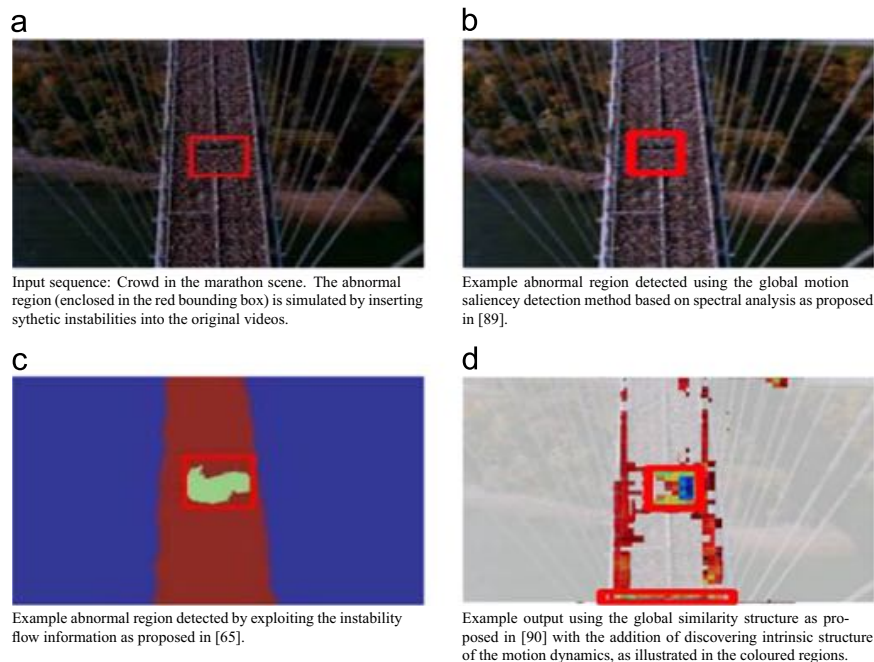 a
b
Input sequence: Crowd in the marathon scene. The abnormal
region (enclosed in the red bounding box) is simulated by inserting
sythetic instabilities into the original videos.
Example abnormal region detected using the global motion
saliencey detection method based on spectral analysis as proposed
in [89].
c
d
Example abnormal region detected by exploiting the instability
flow information as proposed in [65].
Example output using the global similarity structure as pro-
posed in [90] with the addition of discovering intrinsic structure
of the motion dynamics, as illustrated in the coloured regions.